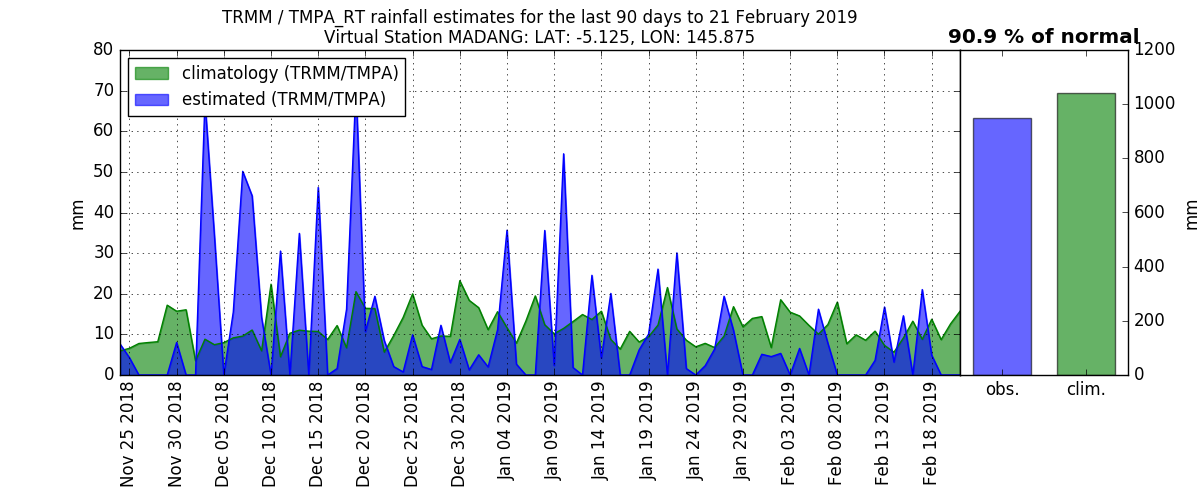 TRMM / TMPA_RT rainfall estimates for the last 90 days to 21 February 2019
Virtual Station MADANG: LAT: -5.125, LON: 145.875
90.9 % of normal
climatology (TRMM/TMPA)
estimated (TRMM/TMPA)
80
70
60
50
40
30
20
10
0
mm
Nov 25 2018
Nov 30 2018
Dec 05 2018
Dec 10 2018
Dec 15 2018
Dec 20 2018
Dec 25 2018
Dec 30 2018
Jan 04 2019
Jan 09 2019
Jan 14 2019
Jan 19 2019
Jan 24 2019
Jan 29 2019
Feb 03 2019
Feb 08 2019
Feb 13 2019
Feb 18 2019
1200
1000
800
600
400
200
0
mm
obs.
clim.